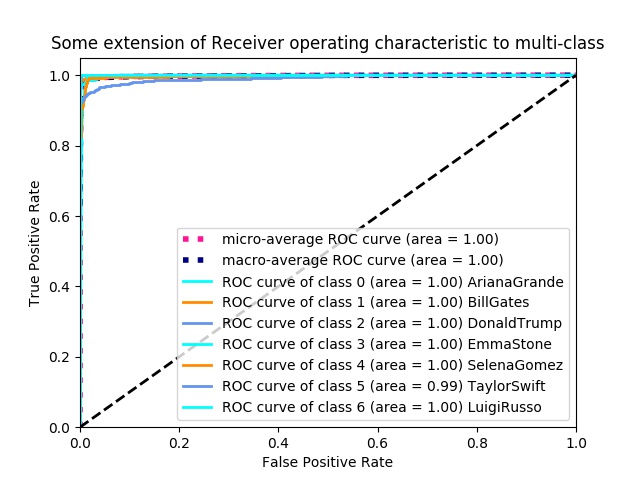 Some extension of Receiver operating characteristic to multi-class
1.0
0.8
0.6
0.4
0.2
0.0
True Positive Rate
micro-average ROC curve (area = 1.00)
macro-average ROC curve (area = 1.00)
ROC curve of class 0 (area = 1.00) ArianaGrande
ROC curve of class 1 (area = 1.00) BillGates
ROC curve of class 2 (area = 1.00) DonaldTrump
ROC curve of class 3 (area = 1.00) EmmaStone
ROC curve of class 4 (area = 1.00) SelenaGomez
ROC curve of class 5 (area = 0.99) TaylorSwift
ROC curve of class 6 (area = 1.00) LuigiRusso
0.0 0.2 0.4 0.6 0.8 1.0
False Positive Rate